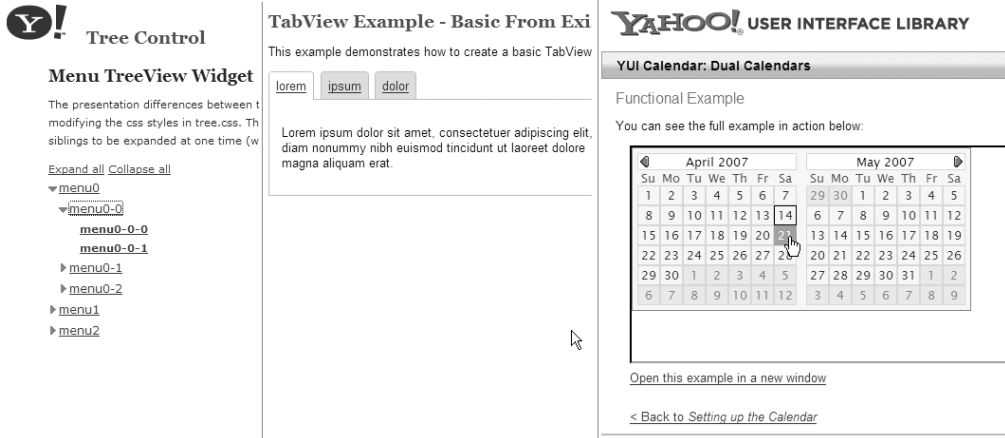 Y!
Tree Control
Menu TreeView Widget
The presentation differences between t
modifying the css styles in tree.css. Th
siblings to be expanded at one time (w
Expand all Collapse all
menu0
menu0-0
menu0-0-0
menu0-0-1
menu0-1
menu0-2
menu1
menu2
TabView Example - Basic From Exi
This example demonstrates how to create a basic TabView
lorem ipsum dolor
Lorem ipsum dolor sit amet, consectetuer adipiscing elit,
diam nonummy nibh euismod tincidunt ut laoreet dolore
magna aliquam erat.
YAHOO! USER INTERFACE LIBRARY
YUI Calendar: Dual Calendars
Functional Example
You can see the full example in action below:
April 2007
Su Mo Tu We Th Fr Sa
1 2 3 4 5 6 7
8 9 10 11 12 13 14
15 16 17 18 19 20 21
22 23 24 25 26 27 28
29 30 1 2 3 4 5
6 7 8 9 10 11 12
May 2007
Su Mo Tu We Th Fr Sa
29 30 1 2 3 4 5
6 7 8 9 10 11 12
13 14 15 16 17 18 19
20 21 22 23 24 25 26
27 28 29 30 31 1 2
3 4 5 6 7 8 9
Open this example in a new window
< Back to Setting up the Calendar